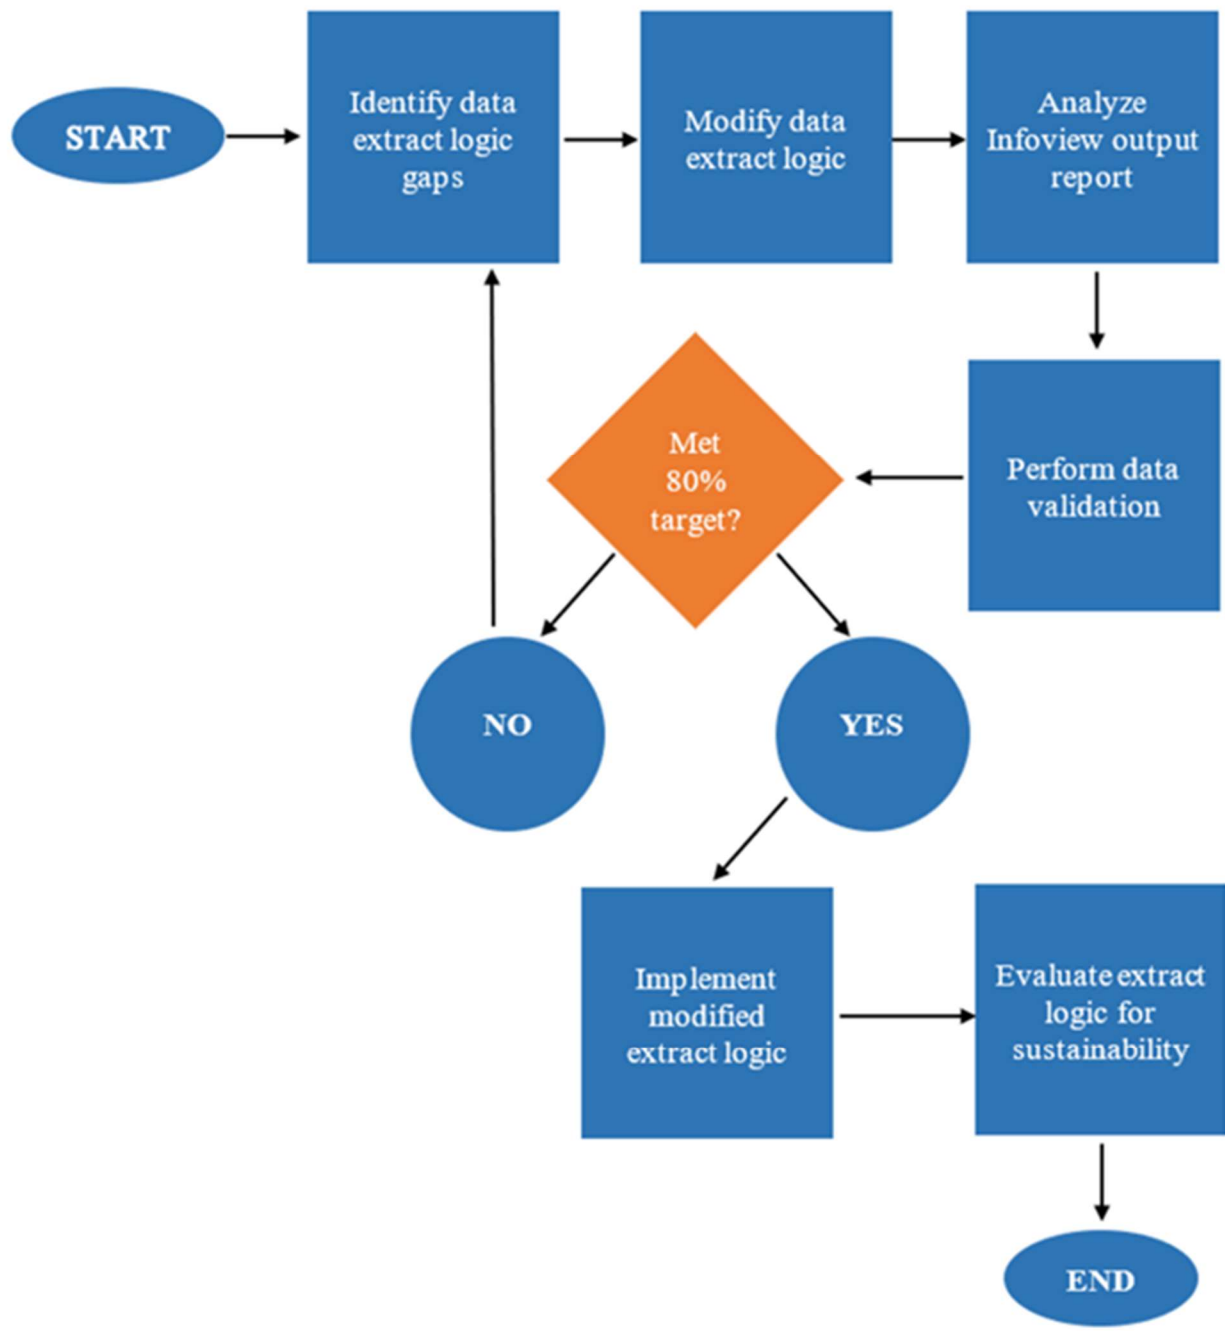 START
Identify data
extract logic
gaps
Modify data
extract logic
Analyze
Infoview output
report
Perform data
validation
Met
80%
target?
NO
YES
Implement
modified
extract logic
Evaluate extract
logic for
sustainability
END